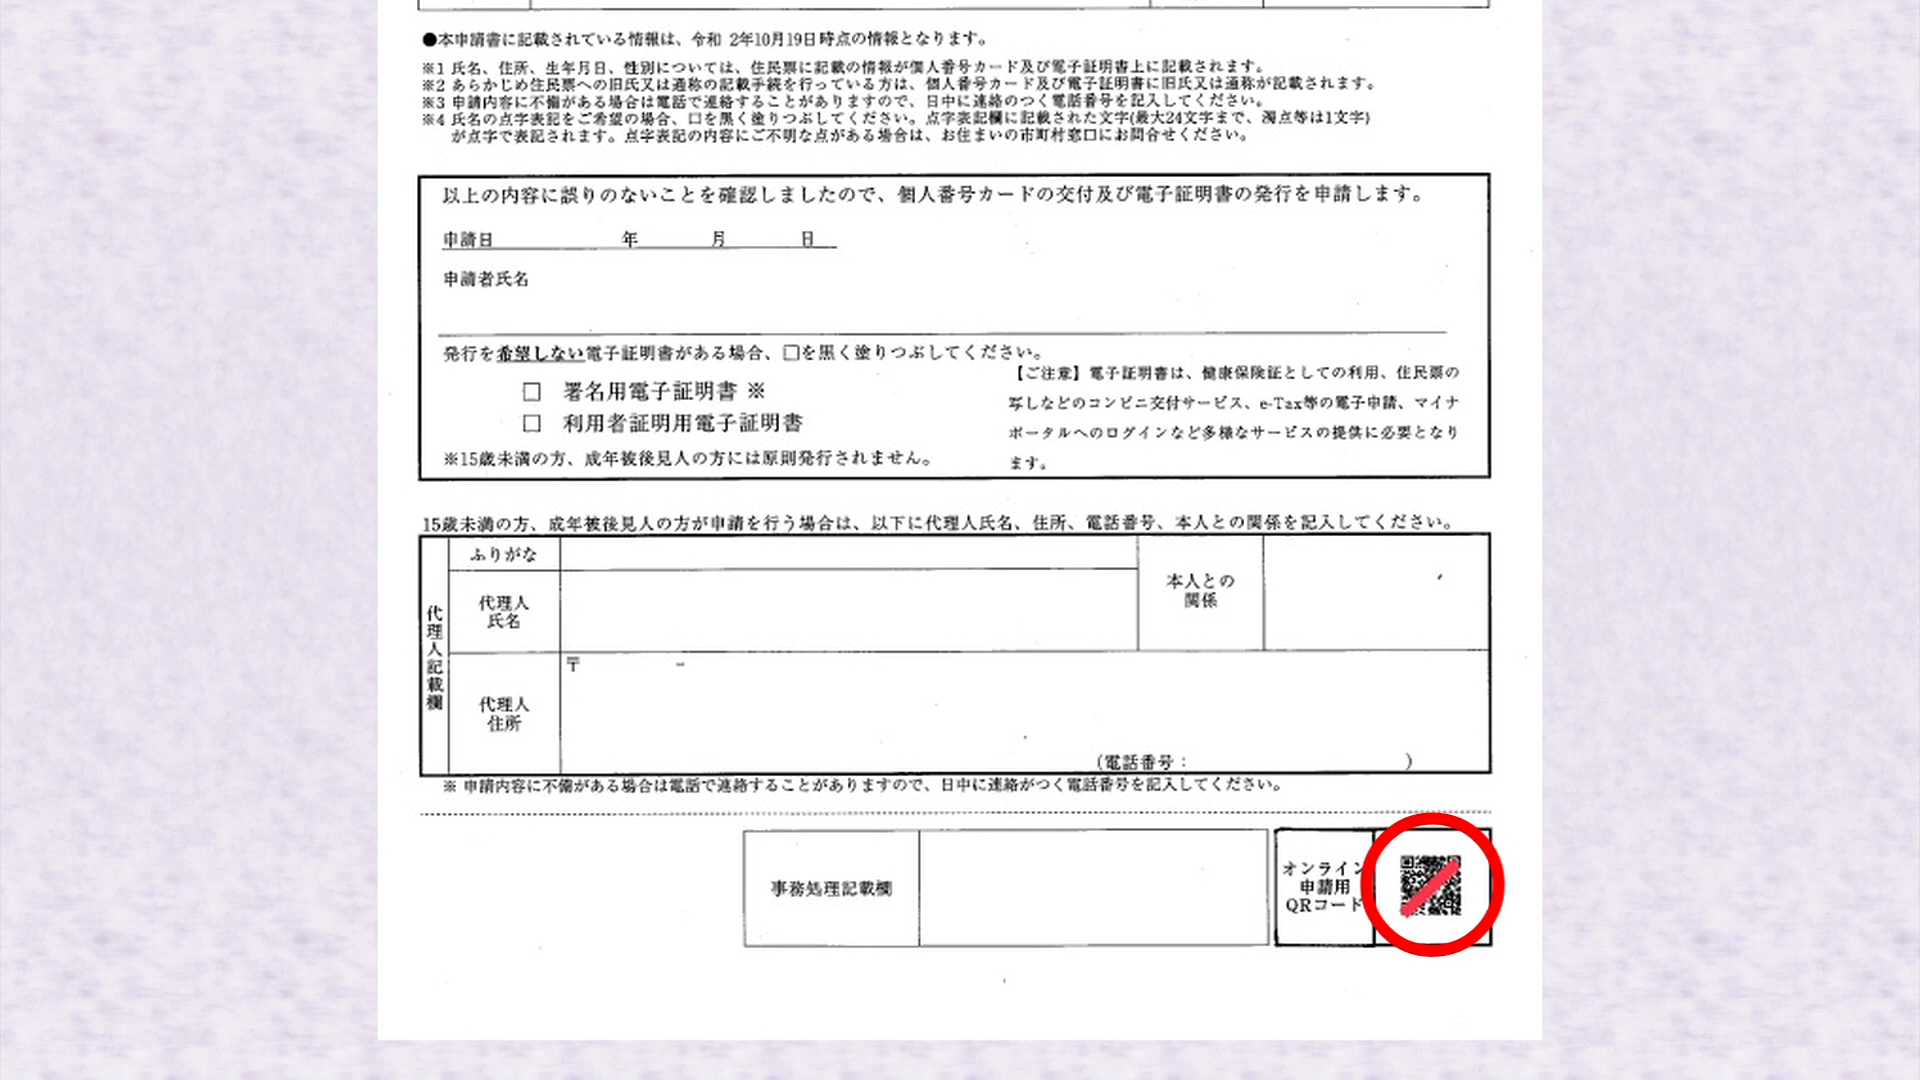 ●本申請書に記載されている情報は、令和 2年10月19日時点の情報となります。
※1 氏名、住所、生年月日、性別については、住民票に記載の情報が個人番号カード及び電子証明書上に記載されます。
※2 あらかじめ住民票への旧氏又は通称の記載手続を行っている方は、個人番号カード及び電子証明書に旧氏又は通称が記載されます。
※3 申請内容に不備がある場合は電話で連絡することがありますので、日中に連絡のつく電話番号を記入してください。
※4 氏名の点字表記をご希望の場合、口を黒く塗りつぶしてください。点字表記欄に記載された文字(最大24文字まで、濁点等は1文字)
が点字で表記されます。点字表記の内容にご不明な点がある場合は、お住まいの市町村窓口にお問合せください。
以上の内容に誤りのないことを確認しましたので、個人番号カードの交付及び電子証明書の発行を申請します。
申請日 年 月 日
申請者氏名
発行を希望しない電子証明書がある場合、□を黒く塗りつぶしてください。
□ 署名用電子証明書 ※
□ 利用者証明用電子証明書
※15歳未満の方、成年被後見人の方には原則発行されません。
【ご注意】電子証明書は、健康保険証としての利用、住民票の
写しなどのコンビニ交付サービス、e-Tax等の電子申請、マイナ
ポータルへのログインなど多様なサービスの提供に必要となり
ます。
15歳未満の方、成年被後見人の方が申請を行う場合は、以下に代理人氏名、住所、電話番号、本人との関係を記入してください。
代理人記載欄
ふりがな
代理人
氏名
本人との
関係
代理人
住所
〒 -
(電話番号: )
※ 申請内容に不備がある場合は電話で連絡することがありますので、日中に連絡がつく電話番号を記入してください。
事務処理記載欄
オンライン
申請用
QRコード